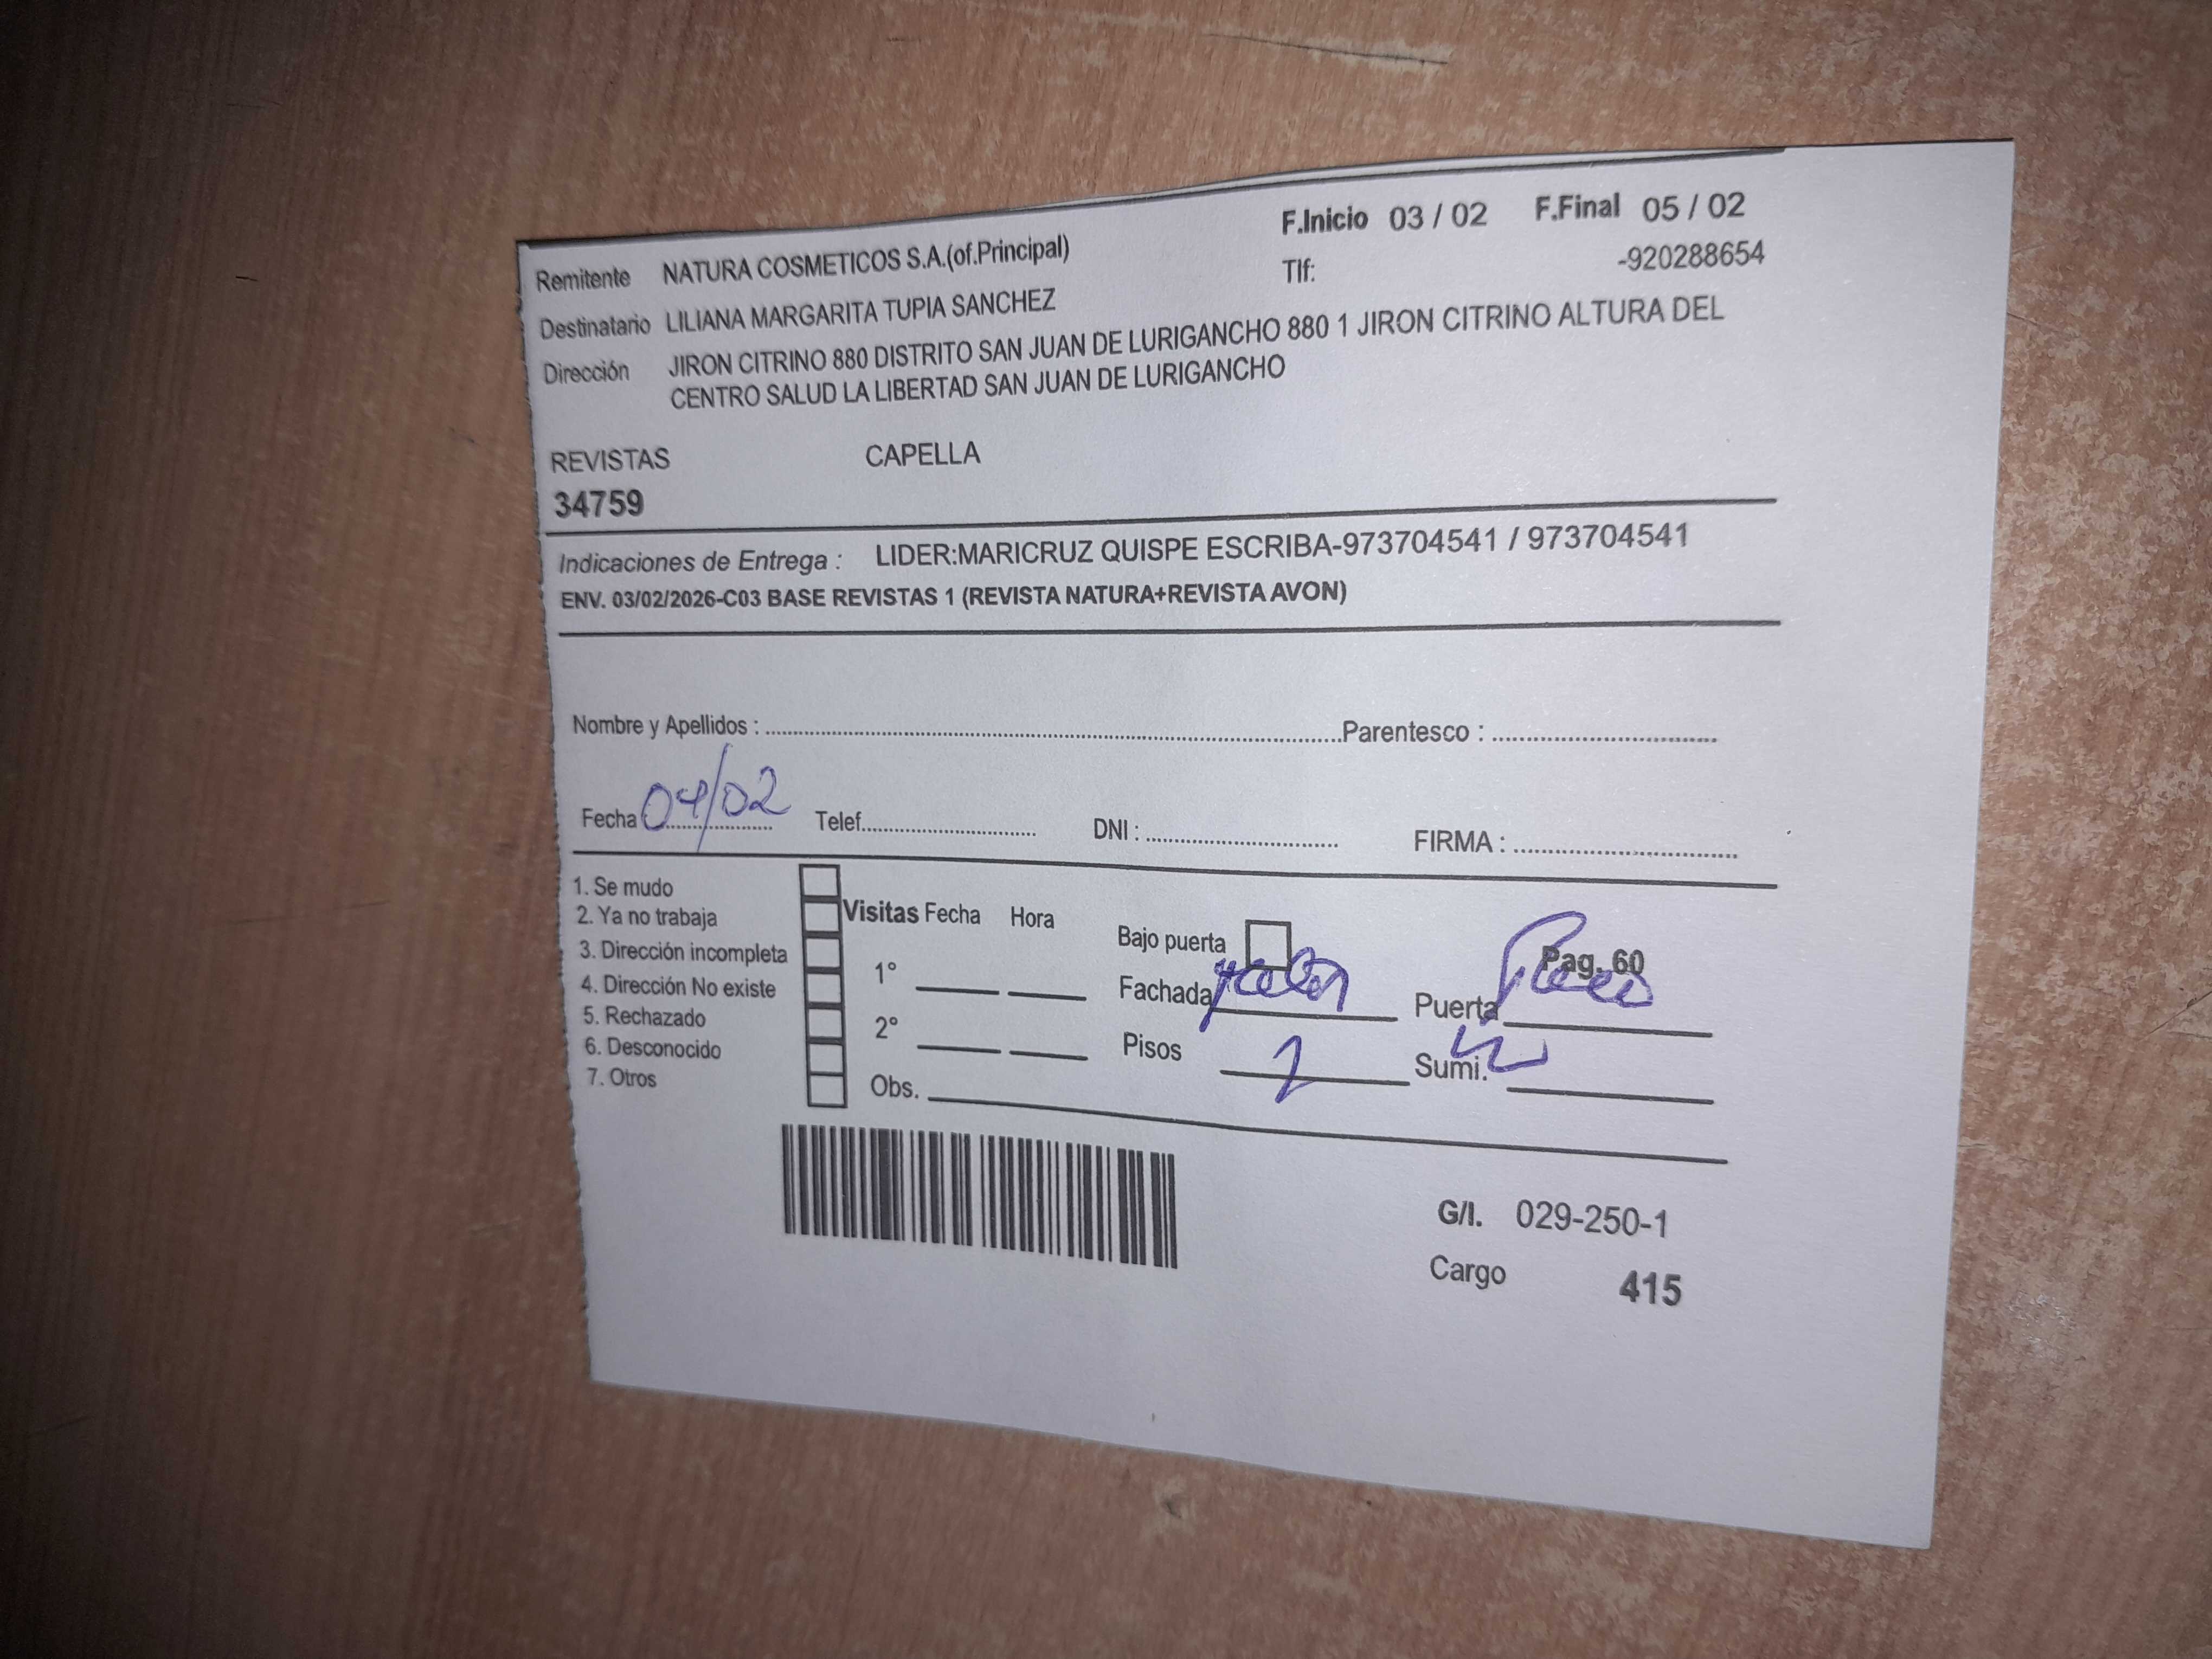 F.Inicio 03 / 02 F.Final 05 / 02
Remitente NATURA COSMETICOS S.A.(of.Principal) Tlf: -920288654
Destinatario LILIANA MARGARITA TUPIA SANCHEZ
Dirección JIRON CITRINO 880 DISTRITO SAN JUAN DE LURIGANCHO 880 1 JIRON CITRINO ALTURA DEL
CENTRO SALUD LA LIBERTAD SAN JUAN DE LURIGANCHO
REVISTAS CAPELLA
34759
Indicaciones de Entrega : LIDER:MARICRUZ QUISPE ESCRIBA-973704541 / 973704541
ENV. 03/02/2026-C03 BASE REVISTAS 1 (REVISTA NATURA+REVISTA AVON)
Nombre y Apellidos : Parentesco :
Fecha 04/02 Telef. DNI : FIRMA :
1. Se mudo
2. Ya no trabaja
3. Dirección incompleta
4. Dirección No existe
5. Rechazado
6. Desconocido
7. Otros
Visitas Fecha Hora
1°
2°
Obs.
Bajo puerta Pag. 60
Fachada Puerta
Pisos Sumi.
G/I. 029-250-1
Cargo 415